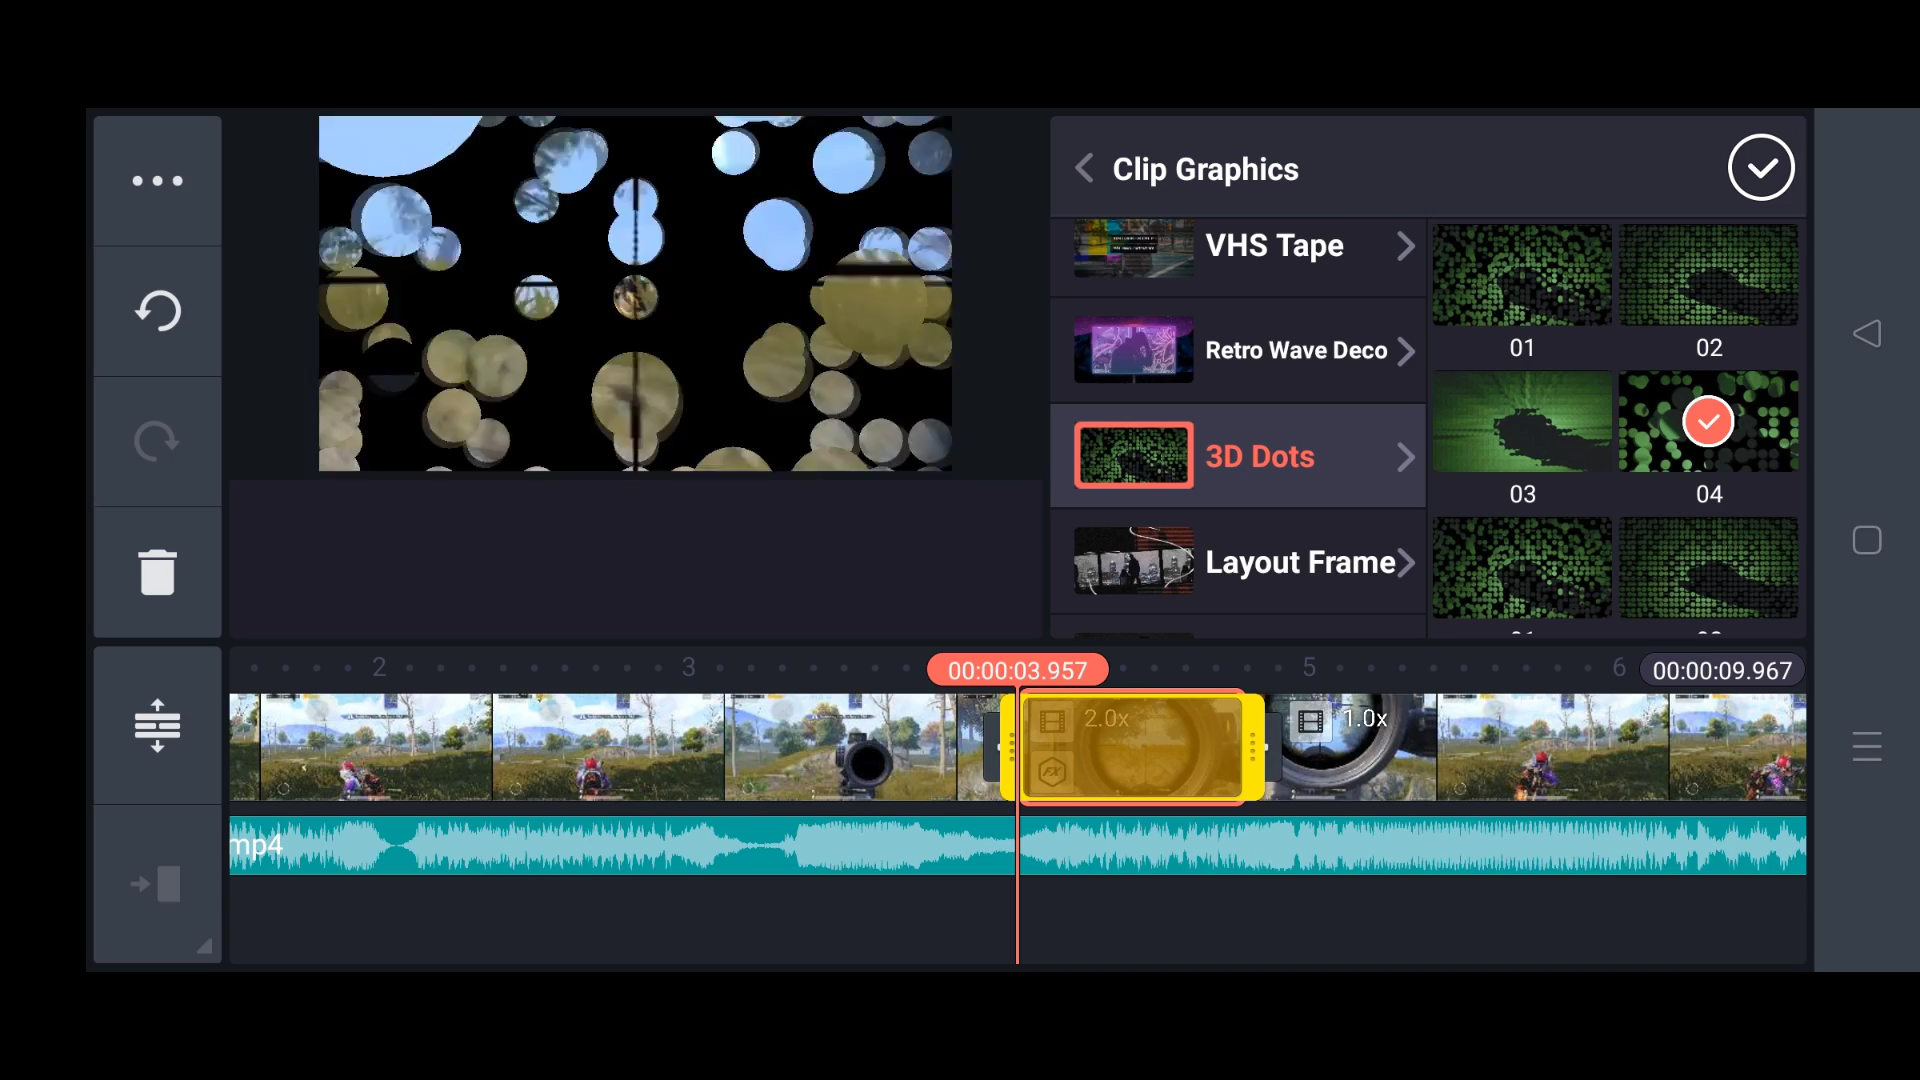 Clip Graphics
VHS Tape
Retro Wave Deco
3D Dots
Layout Frame
01
02
03
04
2
3
00:00:03.957
5
6
00:00:09.967
2.0x
1.0x
FX
mp4